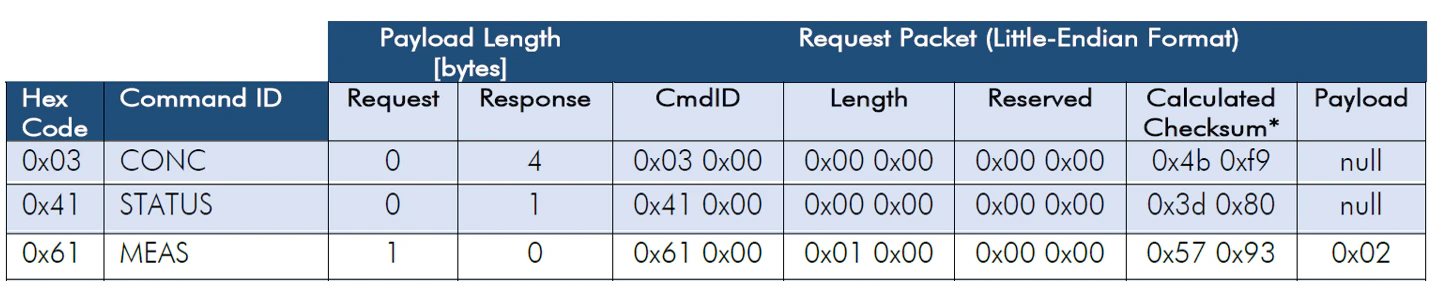 Payload Length [bytes] Request Packet (Little-Endian Format)
Hex Code Command ID Request Response CmdID Length Reserved Calculated Checksum* Payload
0x03 CONC 0 4 0x03 0x00 0x00 0x00 0x00 0x00 0x4b 0xf9 null
0x41 STATUS 0 1 0x41 0x00 0x00 0x00 0x00 0x00 0x3d 0x80 null
0x61 MEAS 1 0 0x61 0x00 0x01 0x00 0x00 0x00 0x57 0x93 0x02